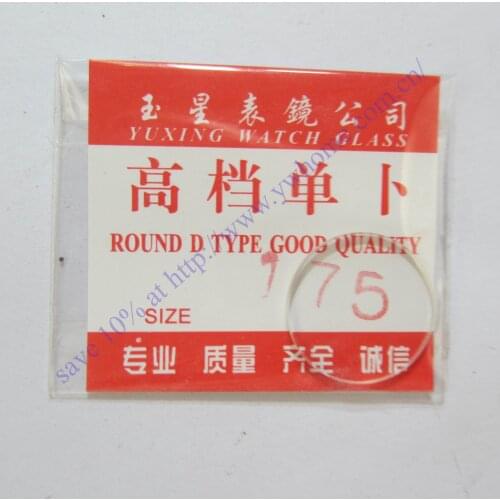 玉星表鏡公司
YUXING WATCH GLASS
高档单卜
ROUND D TYPE GOOD QUALITY
175
SIZE
专业 质量 齐全 诚信
save 10% at http://www.ywhome.com.cn/